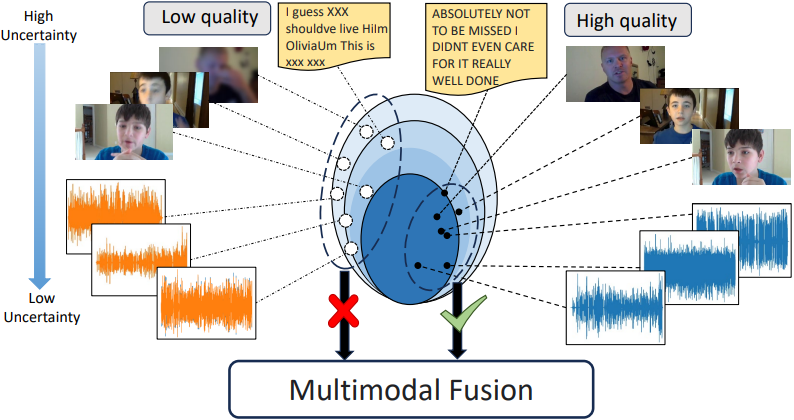 High
Uncertainty
Low quality
I guess XXX
shouldve live Hilm
OliviaUm This is
xxx xxx
ABSOLUTELY NOT
TO BE MISSED I
DIDNT EVEN CARE
FOR IT REALLY
WELL DONE
High quality
Low
Uncertainty
Multimodal Fusion